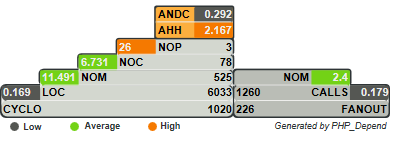 ANDC 0.292
AHH 2.167
26 NOP 3
6.731 NOC 78
11.491 NOM 525 NOM 2.4
0.169 LOC 6033 1260 CALLS 0.179
CYCLO 1020 226 FANOUT
Low Average High Generated by PHP_Depend